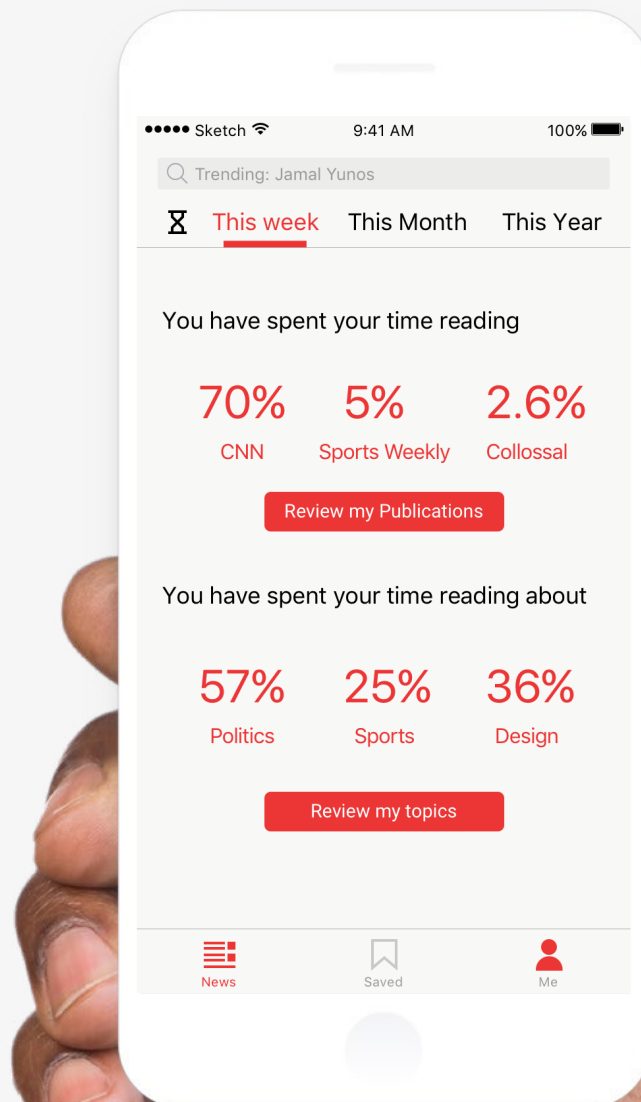 Sketch 9:41 AM 100%
Trending: Jamal Yunos
This week This Month This Year
You have spent your time reading
70% 5% 2.6%
CNN Sports Weekly Collossal
Review my Publications
You have spent your time reading about
57% 25% 36%
Politics Sports Design
Review my topics
News Saved Me